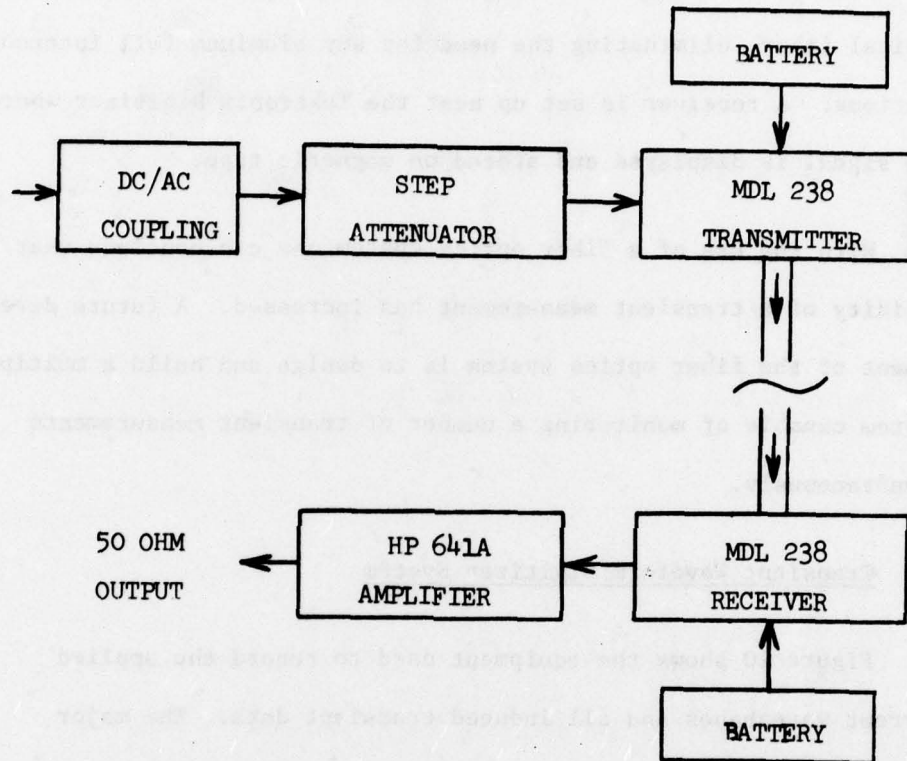 BATTERY
DC/AC
COUPLING
STEP
ATTENUATOR
MDL 238
TRANSMITTER
50 OHM
OUTPUT
HP 641A
AMPLIFIER
MDL 238
RECEIVER
BATTERY